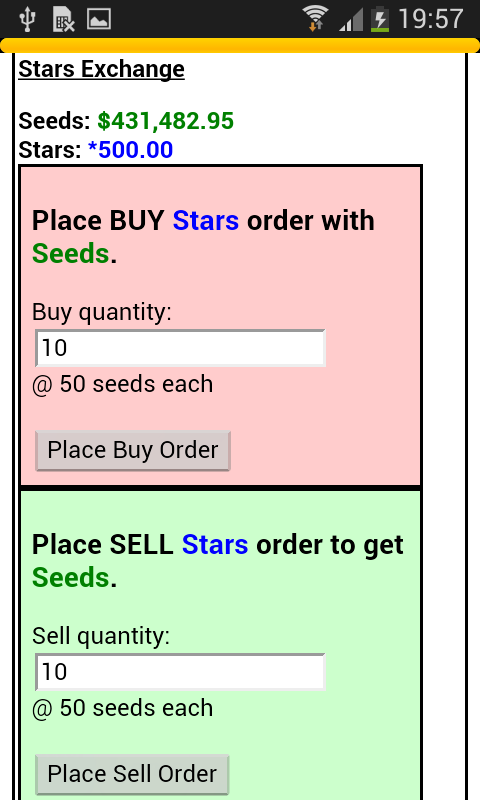 19:57
Stars Exchange
Seeds: $431,482.95
Stars: *500.00
Place BUY Stars order with
Seeds.
Buy quantity:
10
@ 50 seeds each
Place Buy Order
Place SELL Stars order to get
Seeds.
Sell quantity:
10
@ 50 seeds each
Place Sell Order